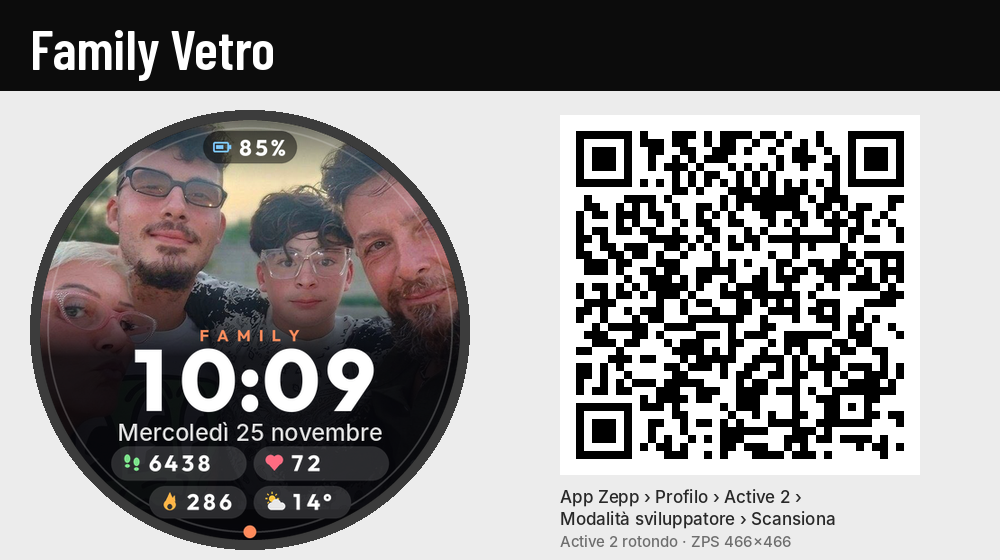 Family Vetro
85%
FAMILY
10:09
Mercoledì 25 novembre
6438
72
286
14°
App Zepp › Profilo › Active 2 ›
Modalità sviluppatore › Scansiona
Active 2 rotondo · ZPS 466×466